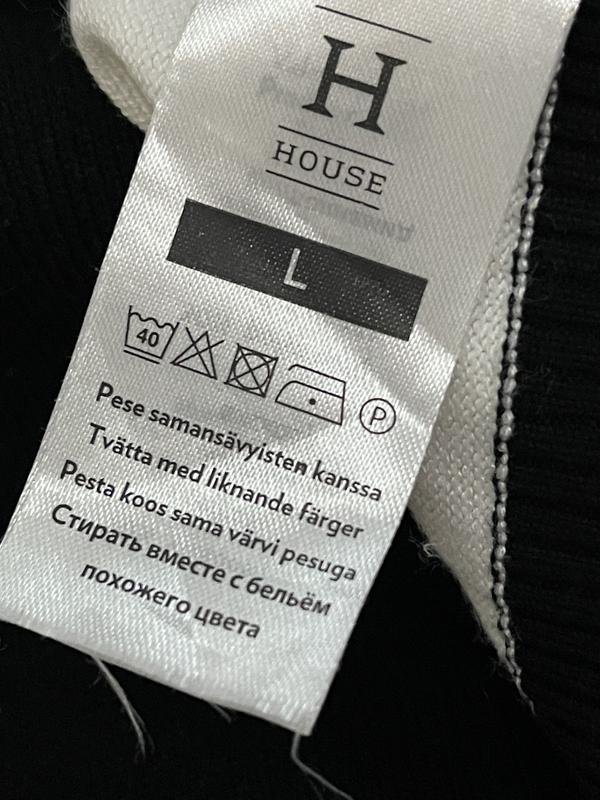 H
HOUSE
L
40
P
Pese samansävyisten kanssa
Tvätta med liknande färger
Pesta koos sama värvi pesuga
Стирать вместе с бельём
похожего цвета